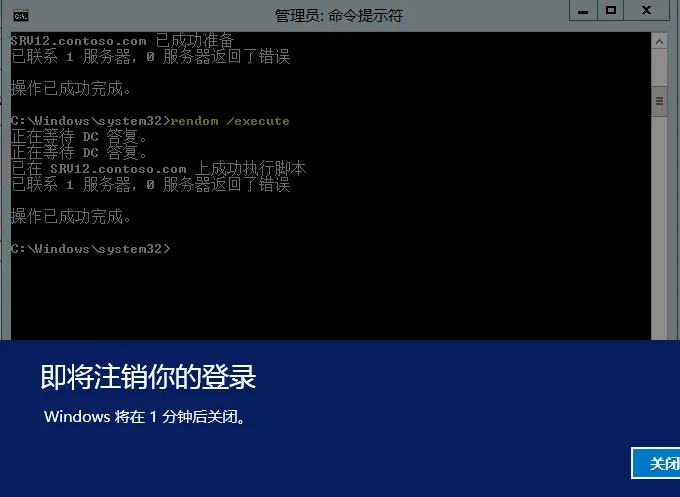 管理员: 命令提示符
SRV12.contoso.com 已成功准备
已联系 1 服务器，0 服务器返回了错误
操作已成功完成。
C:\Windows\system32>rendom /execute
正在等待 DC 答复。
正在等待 DC 答复。
已在 SRV12.contoso.com 上成功执行脚本
已联系 1 服务器，0 服务器返回了错误
操作已成功完成。
C:\Windows\system32>
即将注销你的登录
Windows 将在 1 分钟后关闭。
关闭